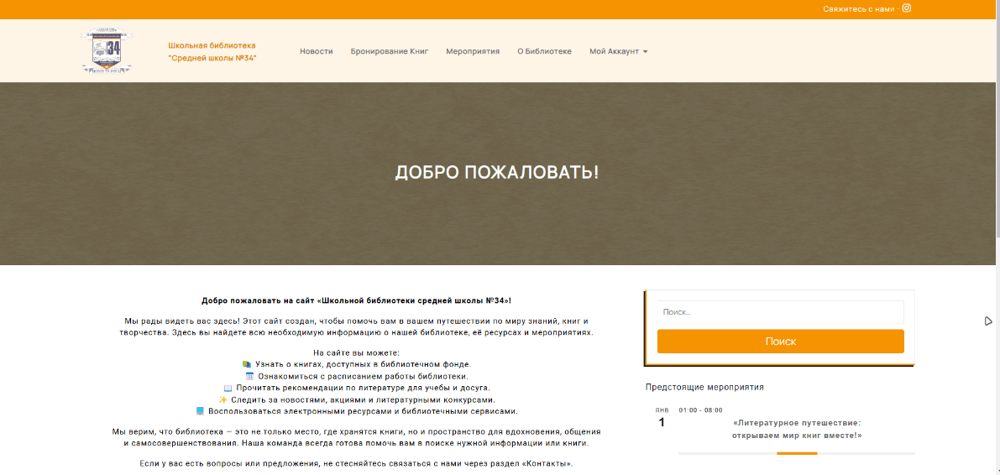 Свяжитесь с нами -
34
Школьная библиотека
"Средней школы №34"
Новости
Бронирование Книг
Мероприятия
О Библиотеке
Мой Аккаунт
ДОБРО ПОЖАЛОВАТЬ!
Добро пожаловать на сайт «Школьной библиотеки средней школы №34»!
Мы рады видеть вас здесь! Этот сайт создан, чтобы помочь вам в вашем путешествии по миру знаний, книг и
творчества. Здесь вы найдете всю необходимую информацию о нашей библиотеке, её ресурсах и мероприятиях.
На сайте вы можете:
📚 Узнать о книгах, доступных в библиотечном фонде.
🗓️ Ознакомиться с расписанием работы библиотеки.
📖 Прочитать рекомендации по литературе для учебы и досуга.
✨ Следить за новостями, акциями и литературными конкурсами.
📘 Воспользоваться электронными ресурсами и библиотечными сервисами.
Мы верим, что библиотека — это не только место, где хранятся книги, но и пространство для вдохновения, общения
и самосовершенствования. Наша команда всегда готова помочь вам в поиске нужной информации или книги.
Если у вас есть вопросы или предложения, не стесняйтесь связаться с нами через раздел «Контакты».
Поиск...
Поиск
Предстоящие мероприятия
ЯНВ
1
01:00 - 08:00
«Литературное путешествие:
открываем мир книг вместе!»